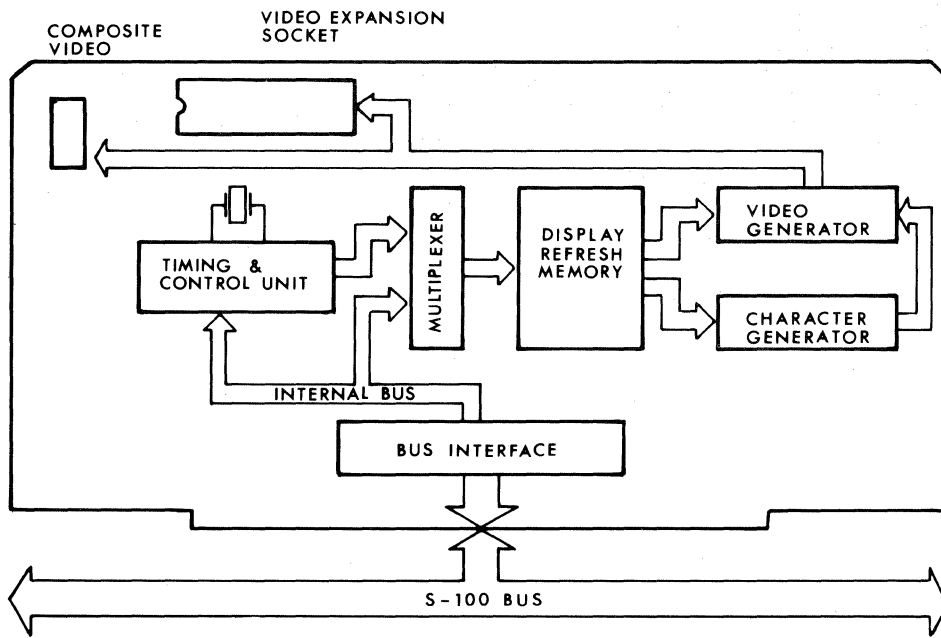 COMPOSITE
VIDEO
VIDEO EXPANSION
SOCKET
TIMING &
CONTROL UNIT
MULTIPLEXER
DISPLAY
REFRESH
MEMORY
VIDEO
GENERATOR
CHARACTER
GENERATOR
INTERNAL BUS
BUS INTERFACE
S-100 BUS